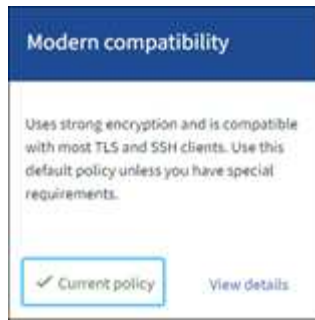 Modern compatibility
Uses strong encryption and is compatible
with most TLS and SSH clients. Use this
default policy unless you have special
requirements.
Current policy
View details